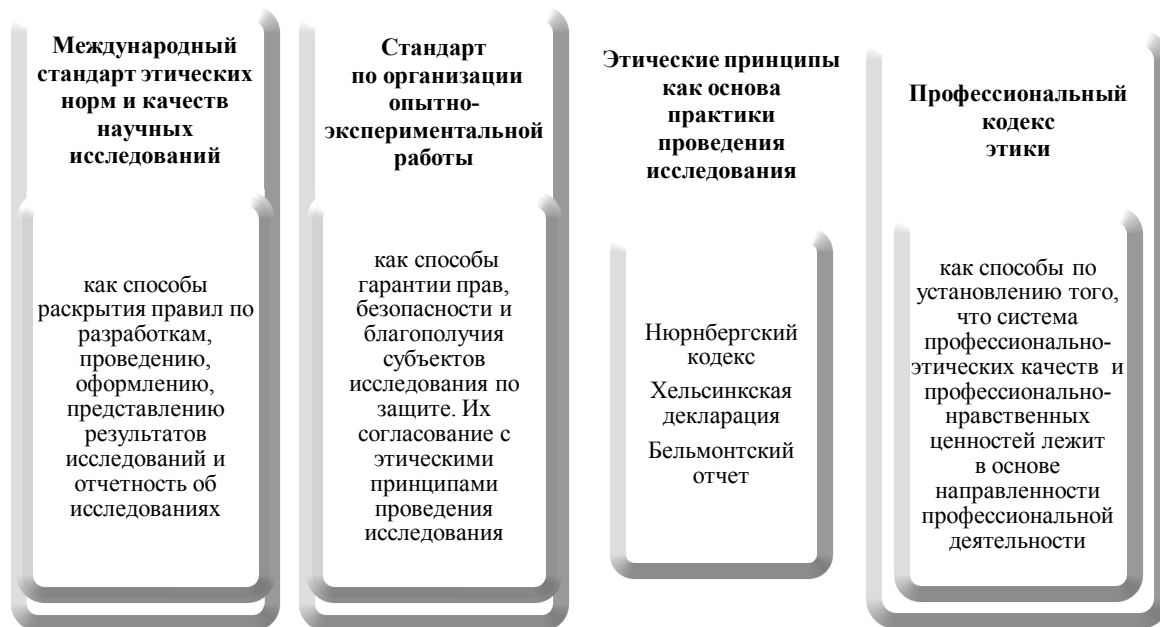 Международный
стандарт этических
норм и качеств
научных
исследований
как способы
раскрытия правил по
разработкам,
проведению,
оформлению,
представлению
результатов
исследований и
отчетность об
исследованиях
Стандарт
по организации
опытно-
экспериментальной
работы
как способы
гарантии прав,
безопасности и
благополучия
субъектов
исследования по
защите. Их
согласование с
этическими
принципами
проведения
исследования
Этические принципы
как основа
практики
проведения
исследования
Нюрнбергский
кодекс
Хельсинкская
декларация
Бельмонтский
отчет
Профессиональный
кодекс
этики
как способы по
установлению того,
что система
профессионально-
этических качеств и
профессионально-
нравственных
ценностей лежит
в основе
направленности
профессиональной
деятельности